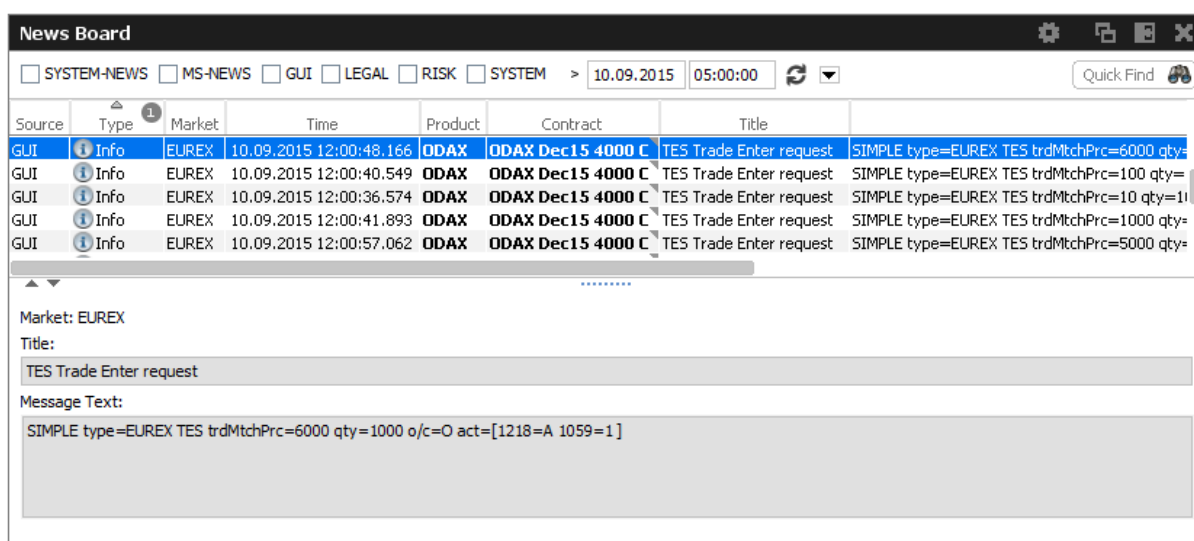 News Board
SYSTEM-NEWS MS-NEWS GUI LEGAL RISK SYSTEM > 10.09.2015 05:00:00 Quick Find
Source Type 1 Market Time Product Contract Title
GUI Info EUREX 10.09.2015 12:00:48.166 ODAX ODAX Dec15 4000 C TES Trade Enter request SIMPLE type=EUREX TES trdMtchPrc=6000 qty=
GUI Info EUREX 10.09.2015 12:00:40.549 ODAX ODAX Dec15 4000 C TES Trade Enter request SIMPLE type=EUREX TES trdMtchPrc=100 qty=
GUI Info EUREX 10.09.2015 12:00:36.574 ODAX ODAX Dec15 4000 C TES Trade Enter request SIMPLE type=EUREX TES trdMtchPrc=10 qty=1
GUI Info EUREX 10.09.2015 12:00:41.893 ODAX ODAX Dec15 4000 C TES Trade Enter request SIMPLE type=EUREX TES trdMtchPrc=1000 qty=
GUI Info EUREX 10.09.2015 12:00:57.062 ODAX ODAX Dec15 4000 C TES Trade Enter request SIMPLE type=EUREX TES trdMtchPrc=5000 qty=
Market: EUREX
Title:
TES Trade Enter request
Message Text:
SIMPLE type=EUREX TES trdMtchPrc=6000 qty=1000 o/c=O act=[1218=A 1059=1]